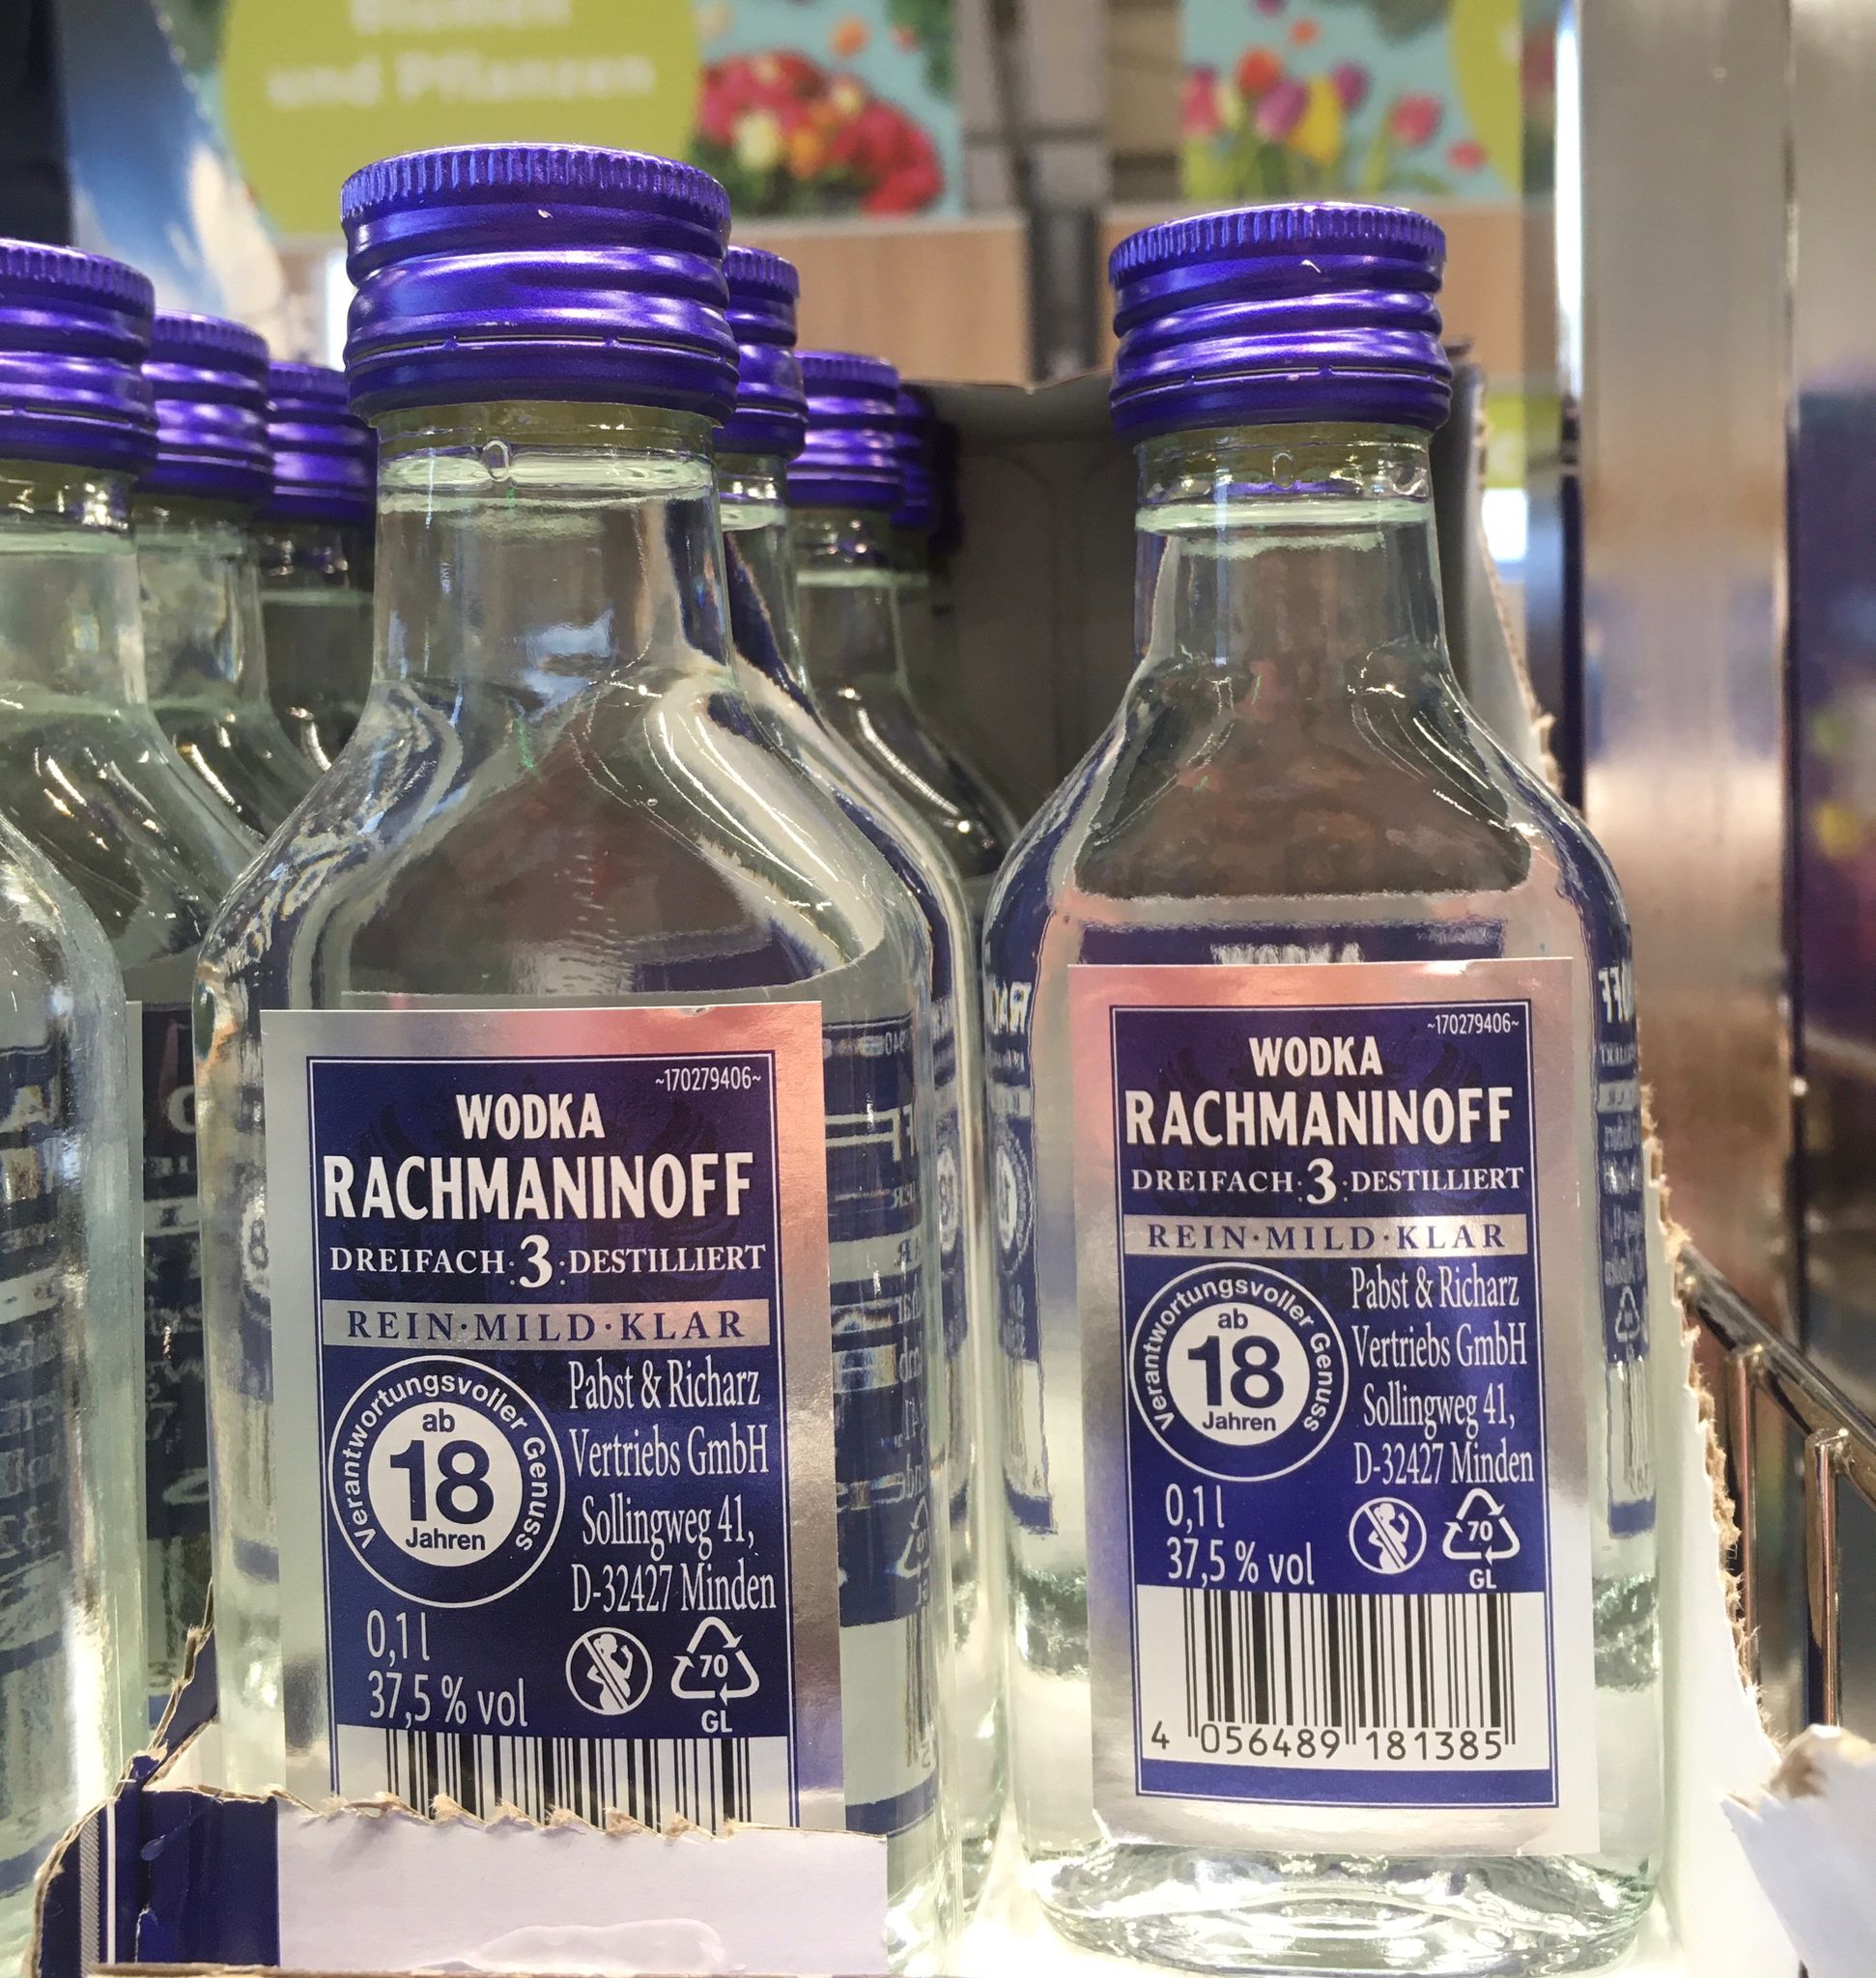 und Pflanzen
~170279406~
WODKA
RACHMANINOFF
DREIFACH·3·DESTILLIERT
REIN·MILD·KLAR
Verantwortungsvoller Genuss
ab
18
Jahren
Pabst & Richarz
Vertriebs GmbH
Sollingweg 41,
D-32427 Minden
0,1 l
37,5 % vol
70
GL
~170279406~
WODKA
RACHMANINOFF
DREIFACH·3·DESTILLIERT
REIN·MILD·KLAR
Verantwortungsvoller Genuss
ab
18
Jahren
Pabst & Richarz
Vertriebs GmbH
Sollingweg 41,
D-32427 Minden
0,1 l
37,5 % vol
70
GL
4 056489 181385